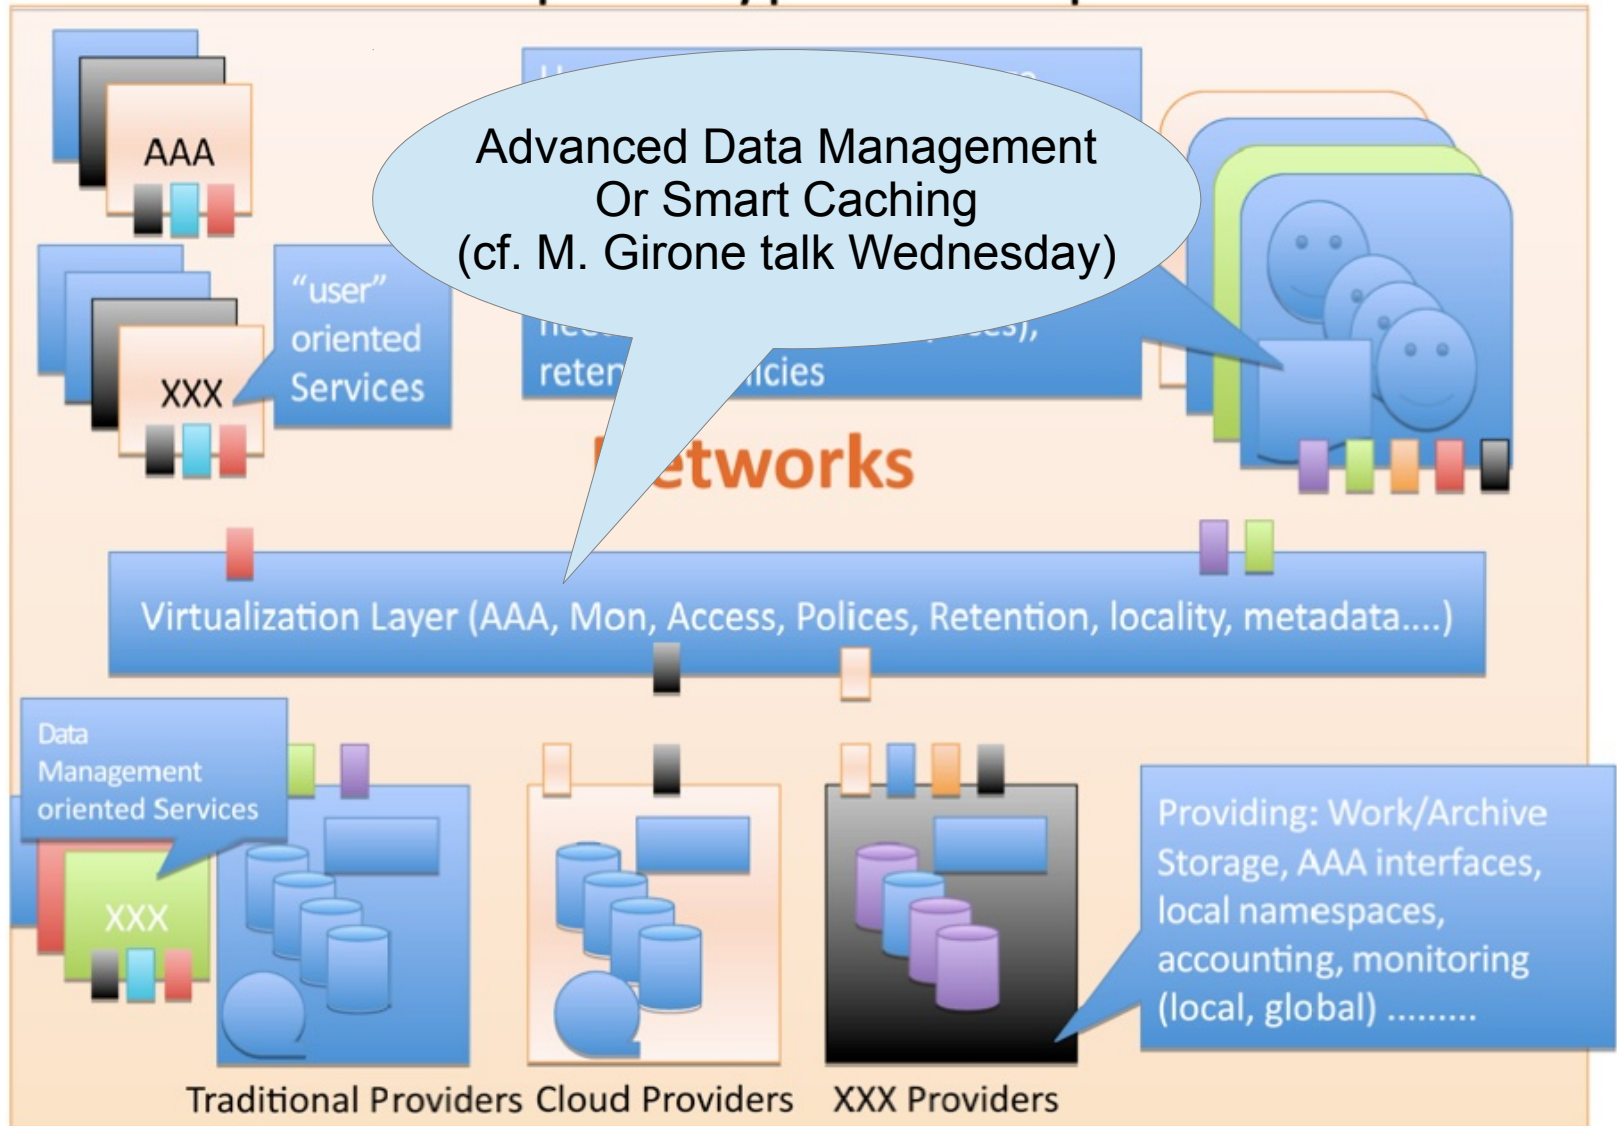 AAA
Advanced Data Management
Or Smart Caching
(cf. M. Girone talk Wednesday)
"user"
oriented
Services
XXX
Networks
Virtualization Layer (AAA, Mon, Access, Polices, Retention, locality, metadata....)
Data
Management
oriented Services
XXX
Providing: Work/Archive
Storage, AAA interfaces,
local namespaces,
accounting, monitoring
(local, global) .........
Traditional Providers
Cloud Providers
XXX Providers